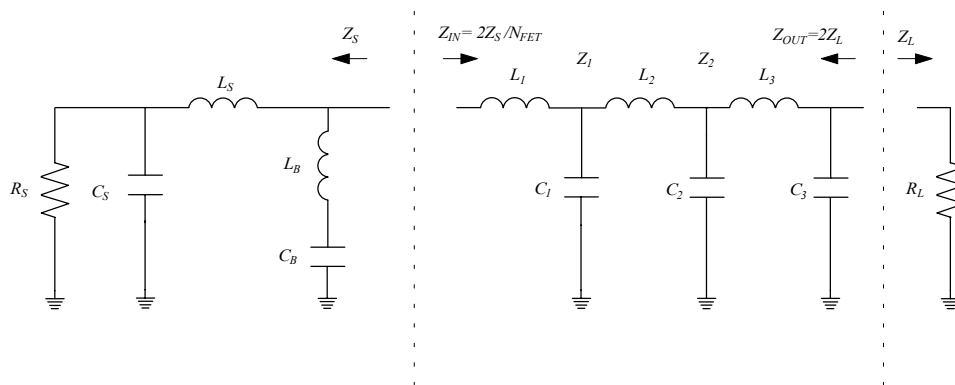 Z_S
Z_IN= 2Z_S/N_FET
Z_OUT=2Z_L
Z_L
L_S
L_1
Z_1
L_2
Z_2
L_3
R_S
C_S
L_B
C_B
C_1
C_2
C_3
R_L